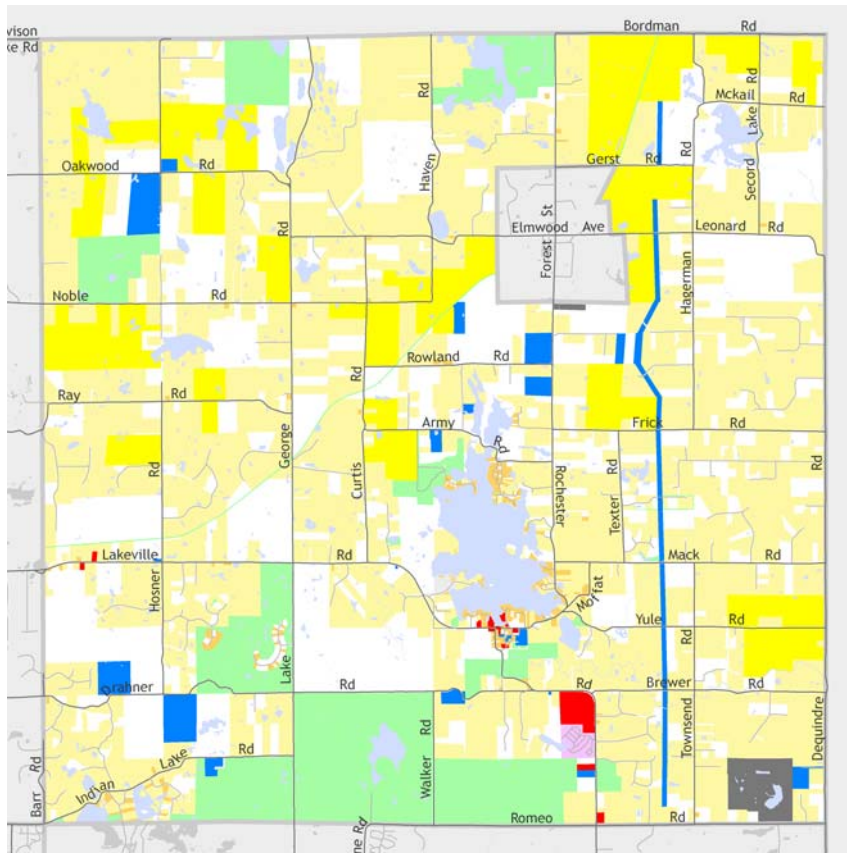 Bordman Rd
vison
ke Rd
Mckail Rd
Rd
Lake
Secord
Rd
Haven
Oakwood Rd
Gerst Rd
Rd
Hagerman
Elmwood Ave
Forest St
Leonard Rd
Rd
George
Lake
Noble Rd
Rowland Rd
Rd
Curtis
Ray Rd
Army Rd
Frick Rd
Rd
Hosner
Rochester
Rd
Texter
Rd
Dequindre
Lakeville Rd
Mack Rd
Moffat
Yule
Rd
Townsend
rahner Rd
Rd
Brewer Rd
Rd
Walker
Indian Lake Rd
Rd
Barr
Romeo Rd
ne Rd